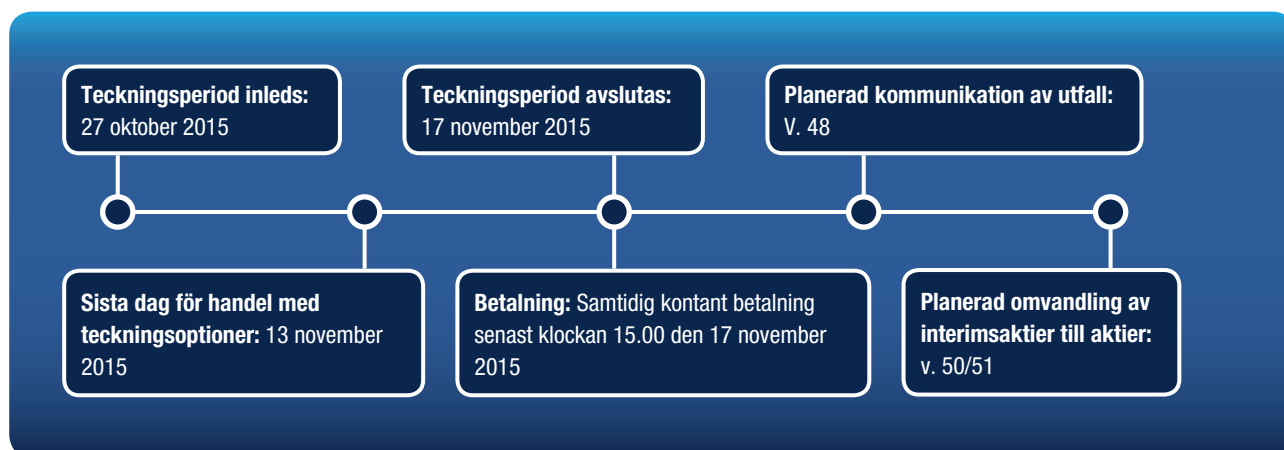 Teckningsperiod inleds:
27 oktober 2015
Teckningsperiod avslutas:
17 november 2015
Planerad kommunikation av utfall:
V. 48
Sista dag för handel med
teckningsoptioner: 13 november
2015
Betalning: Samtidig kontant betalning
senast klockan 15.00 den 17 november
2015
Planerad omvandling av
interimsaktier till aktier:
v. 50/51